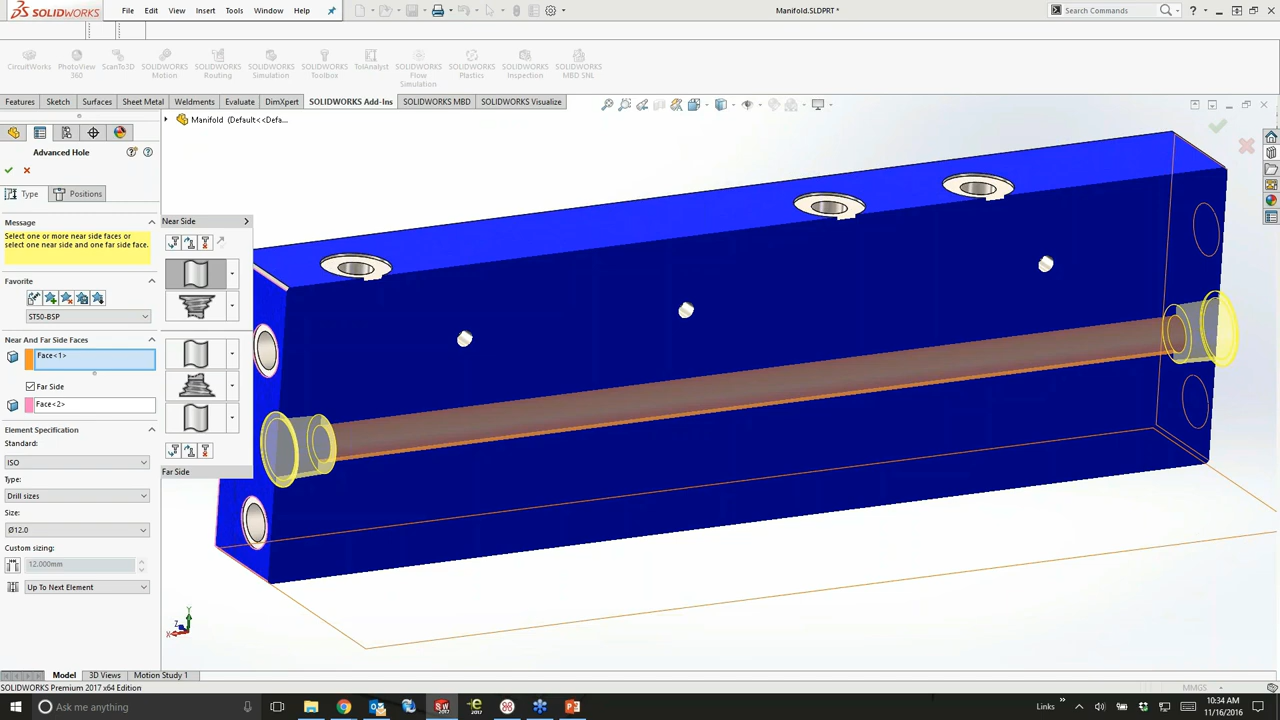 SOLIDWORKS
File Edit View Insert Tools Window Help
Manifold.SLDPRT *
Search Commands
CircuitWorks
PhotoView
360
ScanTo3D
SOLIDWORKS
Motion
SOLIDWORKS
Routing
SOLIDWORKS
Simulation
SOLIDWORKS
Toolbox
TolAnalyst
SOLIDWORKS
Flow
Simulation
SOLIDWORKS
Plastics
SOLIDWORKS
Inspection
SOLIDWORKS
MBD SNL
Features Sketch Surfaces Sheet Metal Weldments Evaluate DimXpert SOLIDWORKS Add-Ins SOLIDWORKS MBD SOLIDWORKS Visualize
Manifold (Default<<Defa...
Advanced Hole
Type Positions
Message
Select one or more near side faces or
select one near side and one far side face.
Favorite
ST50-BSP
Near And Far Side Faces
Face<1>
Far Side
Face<2>
Element Specification
Standard:
ISO
Type:
Drill sizes
Size:
Ø12.0
Custom sizing:
12.000mm
Up To Next Element
Near Side
Far Side
Y
Z
X
Model 3D Views Motion Study 1
SOLIDWORKS Premium 2017 x64 Edition
MMGS
Ask me anything
Links
10:34 AM
11/16/2016